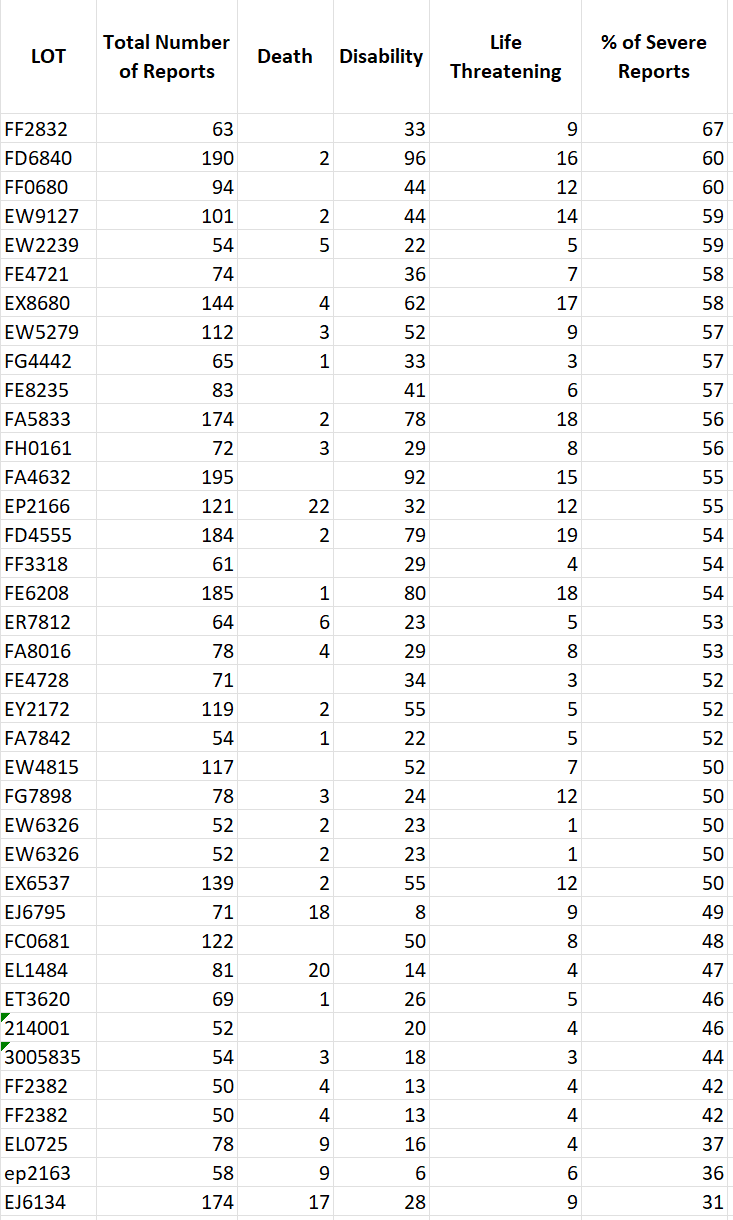 LOT Total Number of Reports Death Disability Life Threatening % of Severe Reports
FF2832 63 33 9 67
FD6840 190 2 96 16 60
FF0680 94 44 12 60
EW9127 101 2 44 14 59
EW2239 54 5 22 5 59
FE4721 74 36 7 58
EX8680 144 4 62 17 58
EW5279 112 3 52 9 57
FG4442 65 1 33 3 57
FE8235 83 41 6 57
FA5833 174 2 78 18 56
FH0161 72 3 29 8 56
FA4632 195 92 15 55
EP2166 121 22 32 12 55
FD4555 184 2 79 19 54
FF3318 61 29 4 54
FE6208 185 1 80 18 54
ER7812 64 6 23 5 53
FA8016 78 4 29 8 53
FE4728 71 34 3 52
EY2172 119 2 55 5 52
FA7842 54 1 22 5 52
EW4815 117 52 7 50
FG7898 78 3 24 12 50
EW6326 52 2 23 1 50
EW6326 52 2 23 1 50
EX6537 139 2 55 12 50
EJ6795 71 18 8 9 49
FC0681 122 50 8 48
EL1484 81 20 14 4 47
ET3620 69 1 26 5 46
214001 52 20 4 46
3005835 54 3 18 3 44
FF2382 50 4 13 4 42
FF2382 50 4 13 4 42
EL0725 78 9 16 4 37
ep2163 58 9 6 6 36
EJ6134 174 17 28 9 31